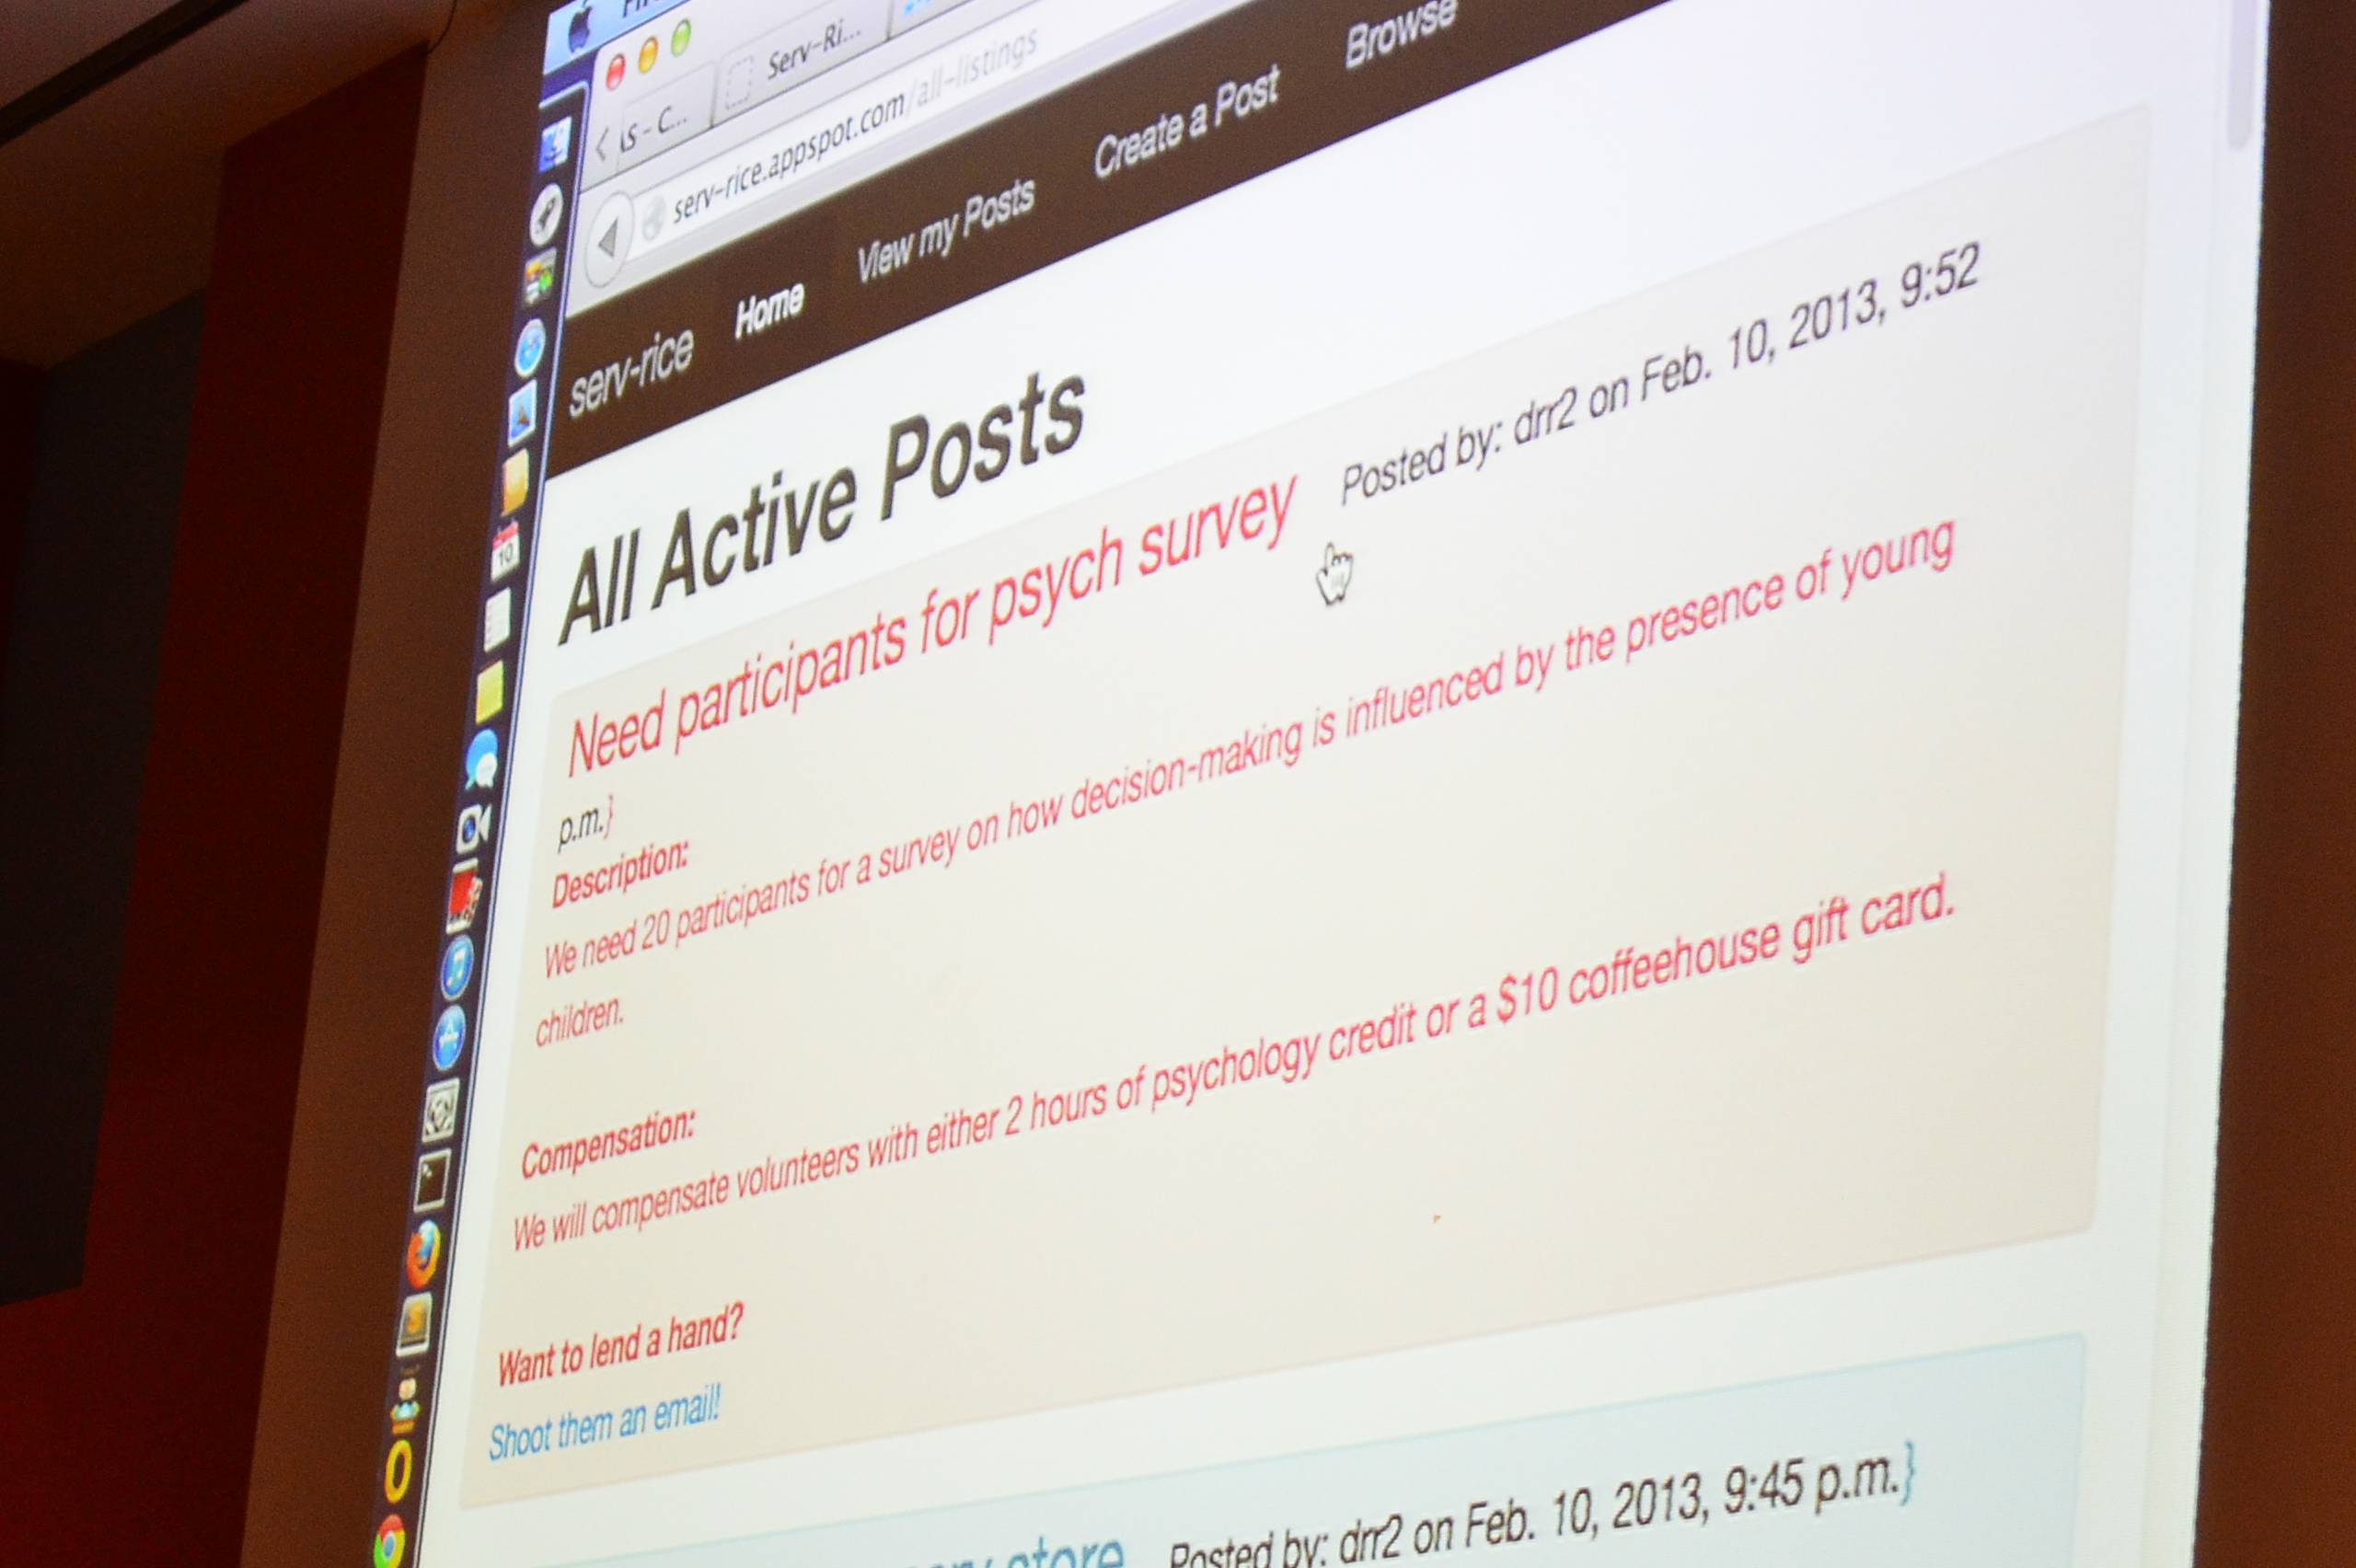 Serv-Ri...
S - C...
serv-rice.appspot.com/all-listings
serv-rice Home View my Posts Create a Post Browse
All Active Posts
Need participants for psych survey Posted by: drr2 on Feb. 10, 2013, 9:52
p.m.}
Description:
We need 20 participants for a survey on how decision-making is influenced by the presence of young
children.
Compensation:
We will compensate volunteers with either 2 hours of psychology credit or a $10 coffeehouse gift card.
Want to lend a hand?
Shoot them an email!
store Posted by: drr2 on Feb. 10, 2013, 9:45 p.m.}
10